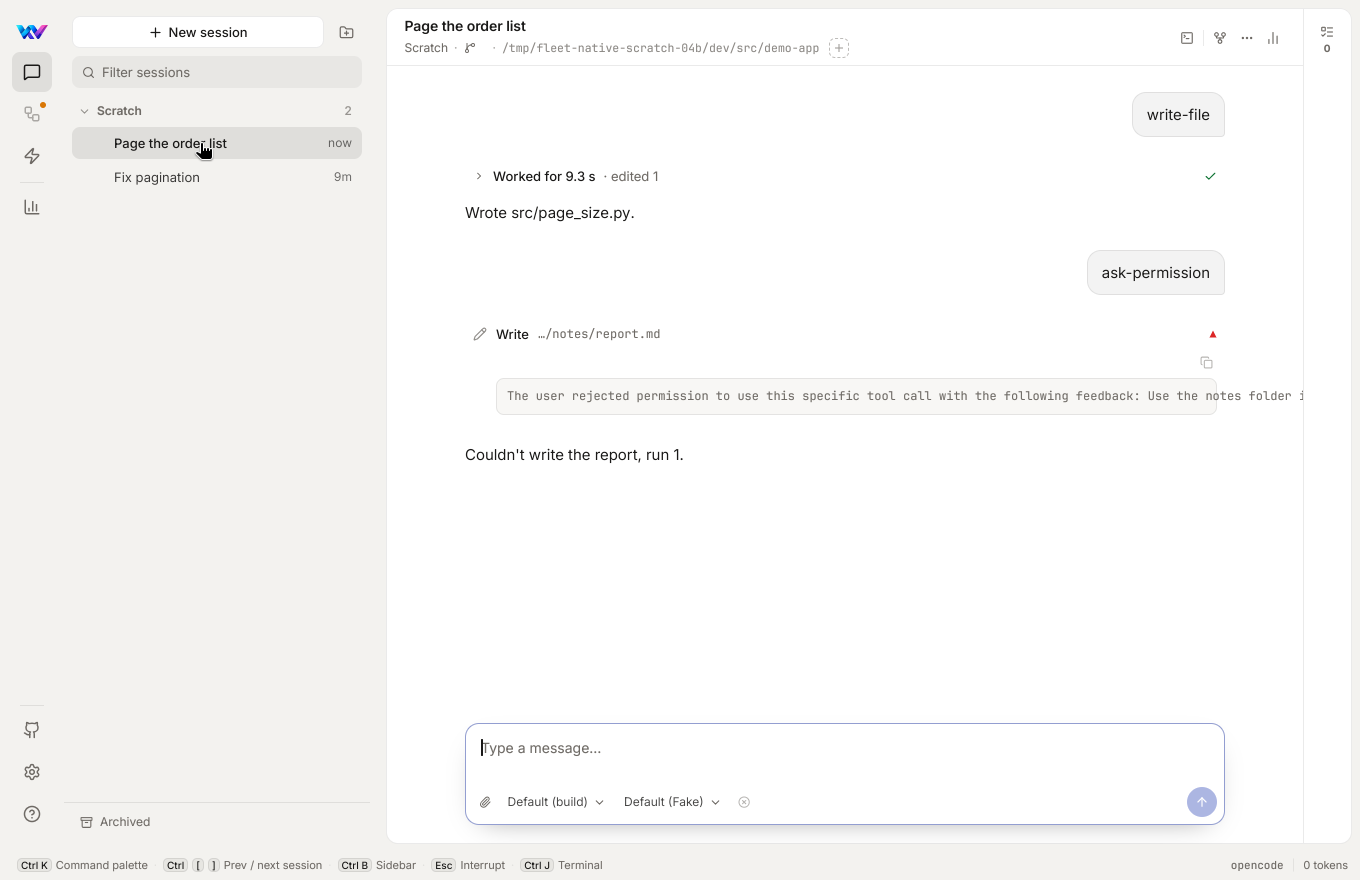 New session
Filter sessions
Scratch 2
Page the order list now
Fix pagination 9m
Archived
Page the order list
Scratch · · /tmp/fleet-native-scratch-04b/dev/src/demo-app
0
write-file
Worked for 9.3 s · edited 1
Wrote src/page_size.py.
ask-permission
Write …/notes/report.md
The user rejected permission to use this specific tool call with the following feedback: Use the notes folder i
Couldn't write the report, run 1.
Type a message...
Default (build) Default (Fake)
Ctrl K Command palette Ctrl [ ] Prev / next session Ctrl B Sidebar Esc Interrupt Ctrl J Terminal opencode 0 tokens